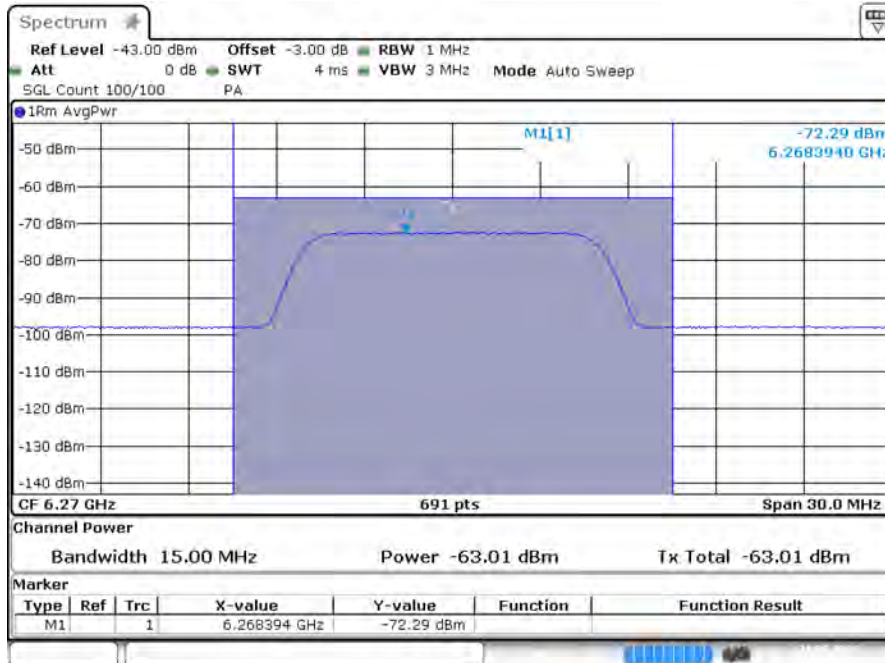 Spectrum
Ref Level -43.00 dBm Offset -3.00 dB RBW 1 MHz
Att 0 dB SWT 4 ms VBW 3 MHz Mode Auto Sweep
SGL Count 100/100 PA
1Rm AvgPwr
M1[1] -72.29 dBm
6.2683940 GHz
-50 dBm
-60 dBm
-70 dBm
-80 dBm
-90 dBm
-100 dBm
-110 dBm
-120 dBm
-130 dBm
-140 dBm
CF 6.27 GHz 691 pts Span 30.0 MHz
Channel Power
Bandwidth 15.00 MHz Power -63.01 dBm Tx Total -63.01 dBm
Marker
Type Ref Trc X-value Y-value Function Function Result
M1 1 6.268394 GHz -72.29 dBm